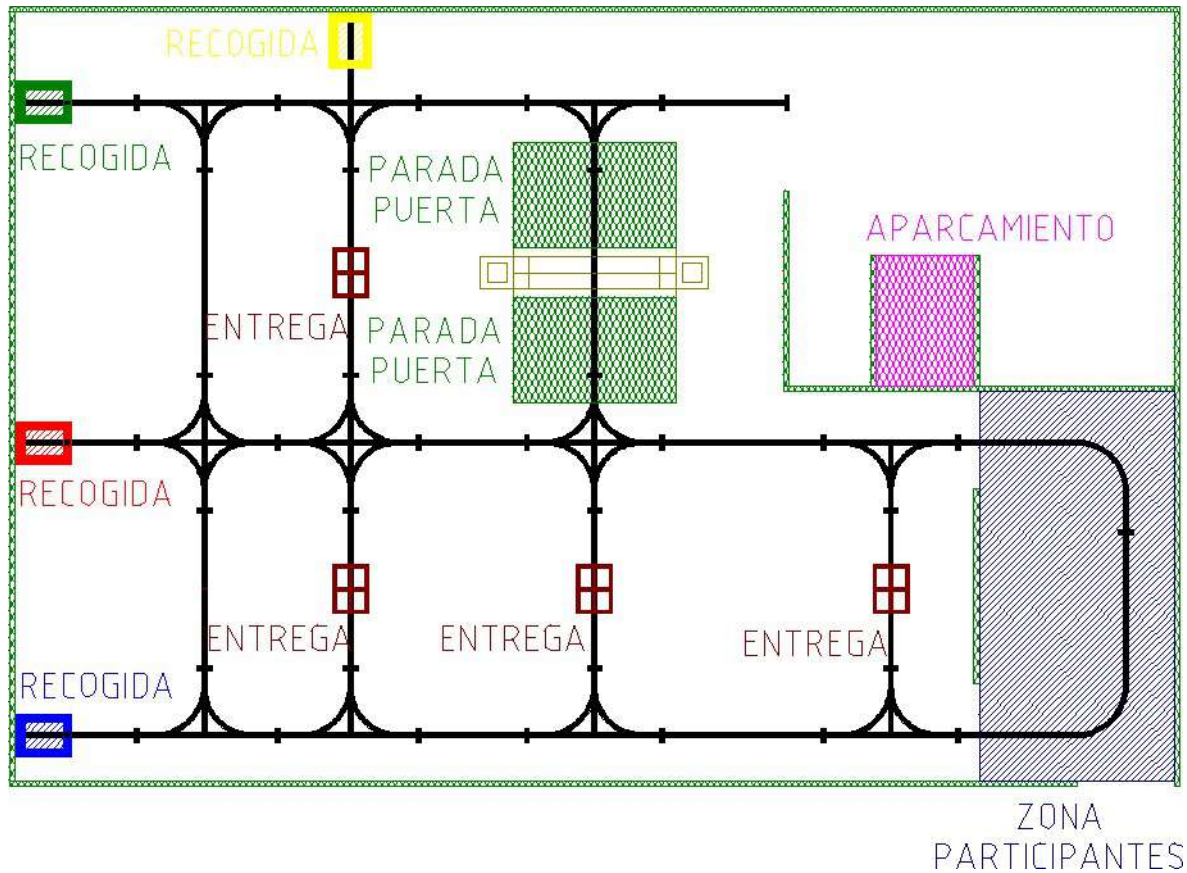 RECOGIDA
RECOGIDA
PARADA
PUERTA
APARCAMIENTO
ENTREGA
PARADA
PUERTA
RECOGIDA
ENTREGA
ENTREGA
ENTREGA
RECOGIDA
ZONA
PARTICIPANTES